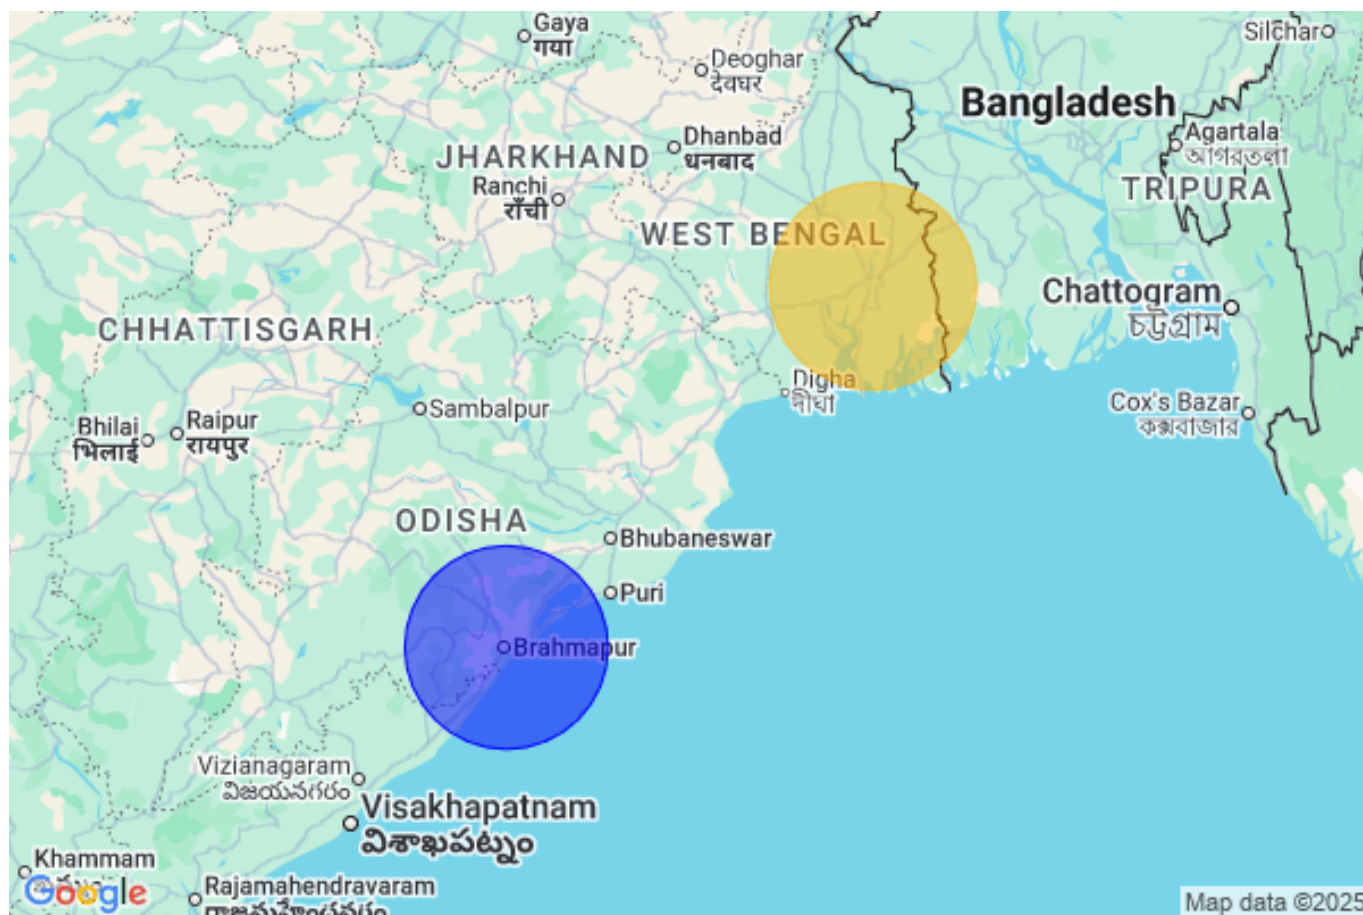 Gaya
गया
Silchar
Deoghar
देवघर
Bangladesh
Agartala
আগরতলা
Dhanbad
धनबाद
JHARKHAND
Ranchi
राँची
TRIPURA
WEST BENGAL
Chattogram
চট্টগ্রাম
CHHATTISGARH
Digha
দীঘা
Cox's Bazar
কক্সবাজার
Sambalpur
Raipur
रायपुर
Bhilai
भिलाई
ODISHA
Bhubaneswar
Puri
Brahmapur
Vizianagaram
విజయనగరం
Visakhapatnam
విశాఖపట్నం
Khammam
Google
Rajamahendravaram
Map data ©2025